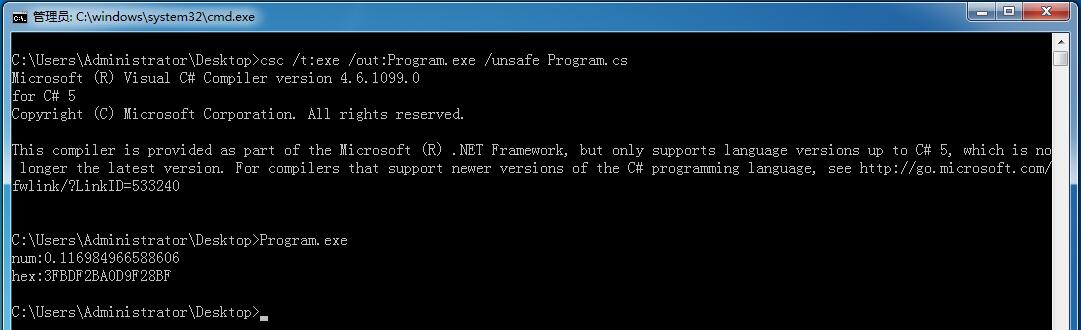 管理员: C:\windows\system32\cmd.exe
C:\Users\Administrator\Desktop>csc /t:exe /out:Program.exe /unsafe Program.cs
Microsoft (R) Visual C# Compiler version 4.6.1099.0
for C# 5
Copyright (C) Microsoft Corporation. All rights reserved.
This compiler is provided as part of the Microsoft (R) .NET Framework, but only supports language versions up to C# 5, which is no
longer the latest version. For compilers that support newer versions of the C# programming language, see http://go.microsoft.com/
fwlink/?LinkID=533240
C:\Users\Administrator\Desktop>Program.exe
num:0.116984966588606
hex:3FBDF2BA0D9F28BF
C:\Users\Administrator\Desktop>